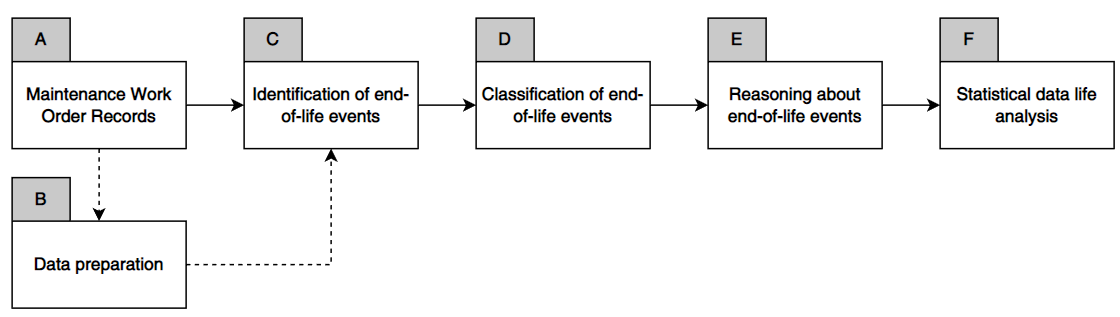 A
Maintenance Work
Order Records
C
Identification of end-
of-life events
D
Classification of end-
of-life events
E
Reasoning about
end-of-life events
F
Statistical data life
analysis
B
Data preparation